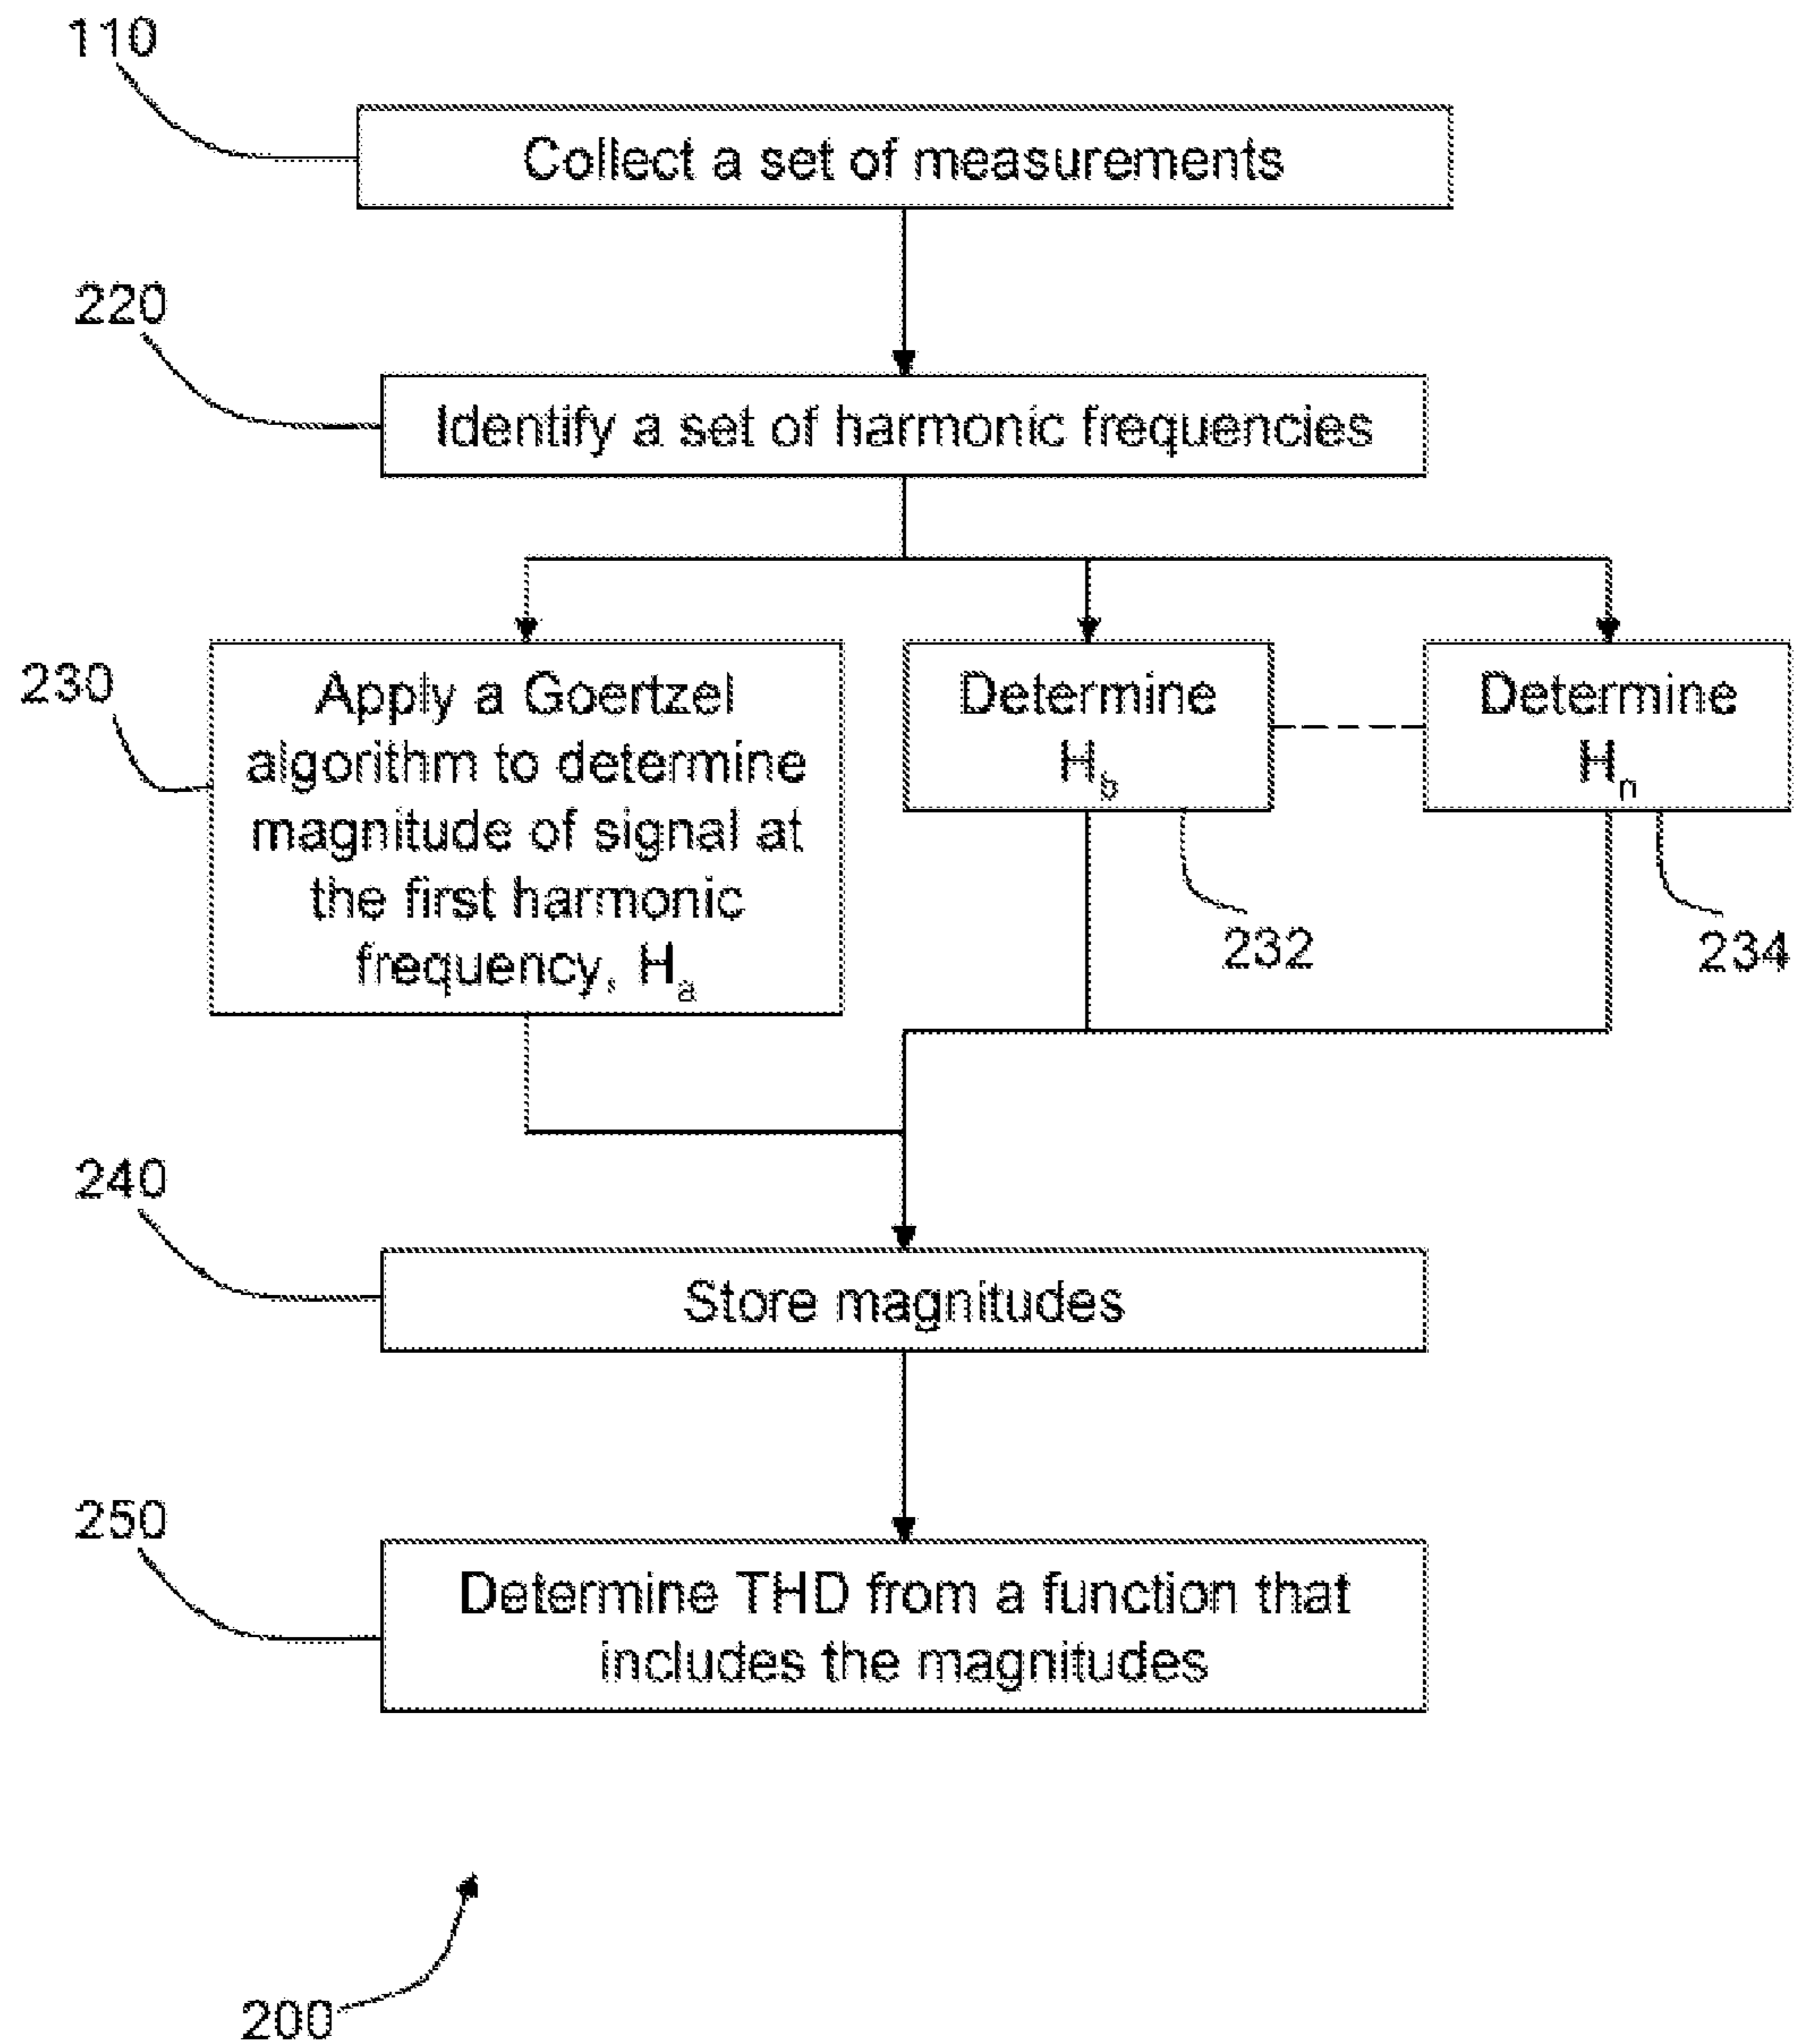 110
Collect a set of measurements
220
Identify a set of harmonic frequencies
230
Apply a Goertzel
algorithm to determine
magnitude of signal at
the first harmonic
frequency, Ha
Determine
Hb
232
Determine
Hn
234
240
Store magnitudes
250
Determine THD from a function that
includes the magnitudes
200